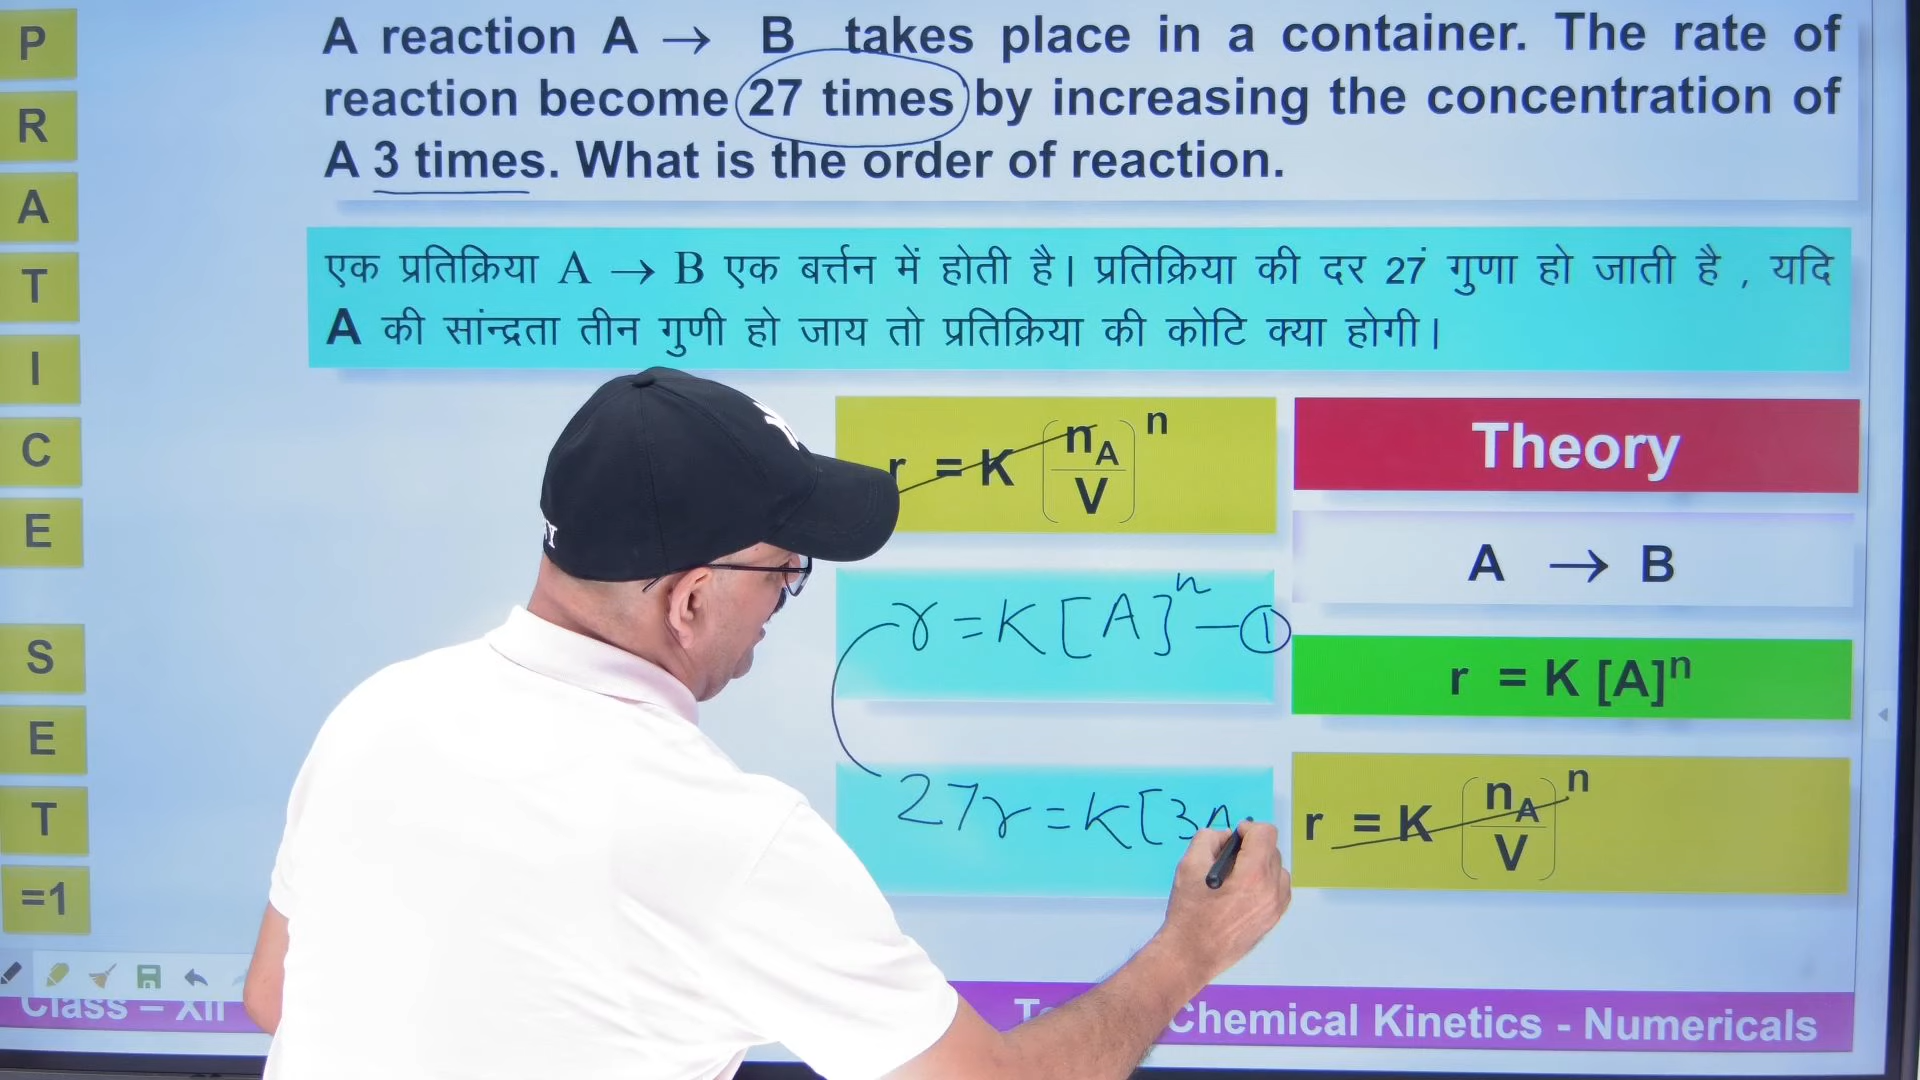 P
R
A
T
I
C
E
S
E
T
=1
A reaction A → B takes place in a container. The rate of
reaction become 27 times by increasing the concentration of
A 3 times. What is the order of reaction.
एक प्रतिक्रिया A → B एक बर्त्तन में होती है। प्रतिक्रिया की दर 27 गुणा हो जाती है , यदि
A की सांन्द्रता तीन गुणी हो जाय तो प्रतिक्रिया की कोटि क्या होगी।
r = K (nA/V)^n
r = K [A]^n – ①
27r = K [3A
Theory
A → B
r = K [A]^n
r = K (nA/V)^n
Class – XII
Chemical Kinetics - Numericals